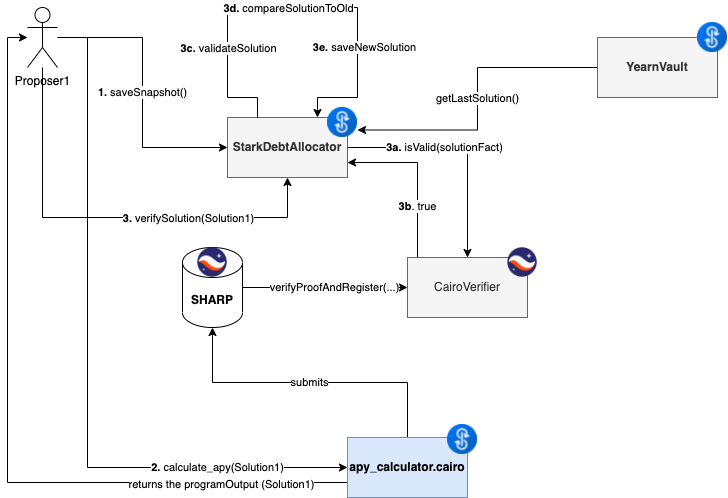 3d. compareSolutionToOld
3c. validateSolution
3e. saveNewSolution
YearnVault
Proposer1
1. saveSnapshot()
getLastSolution()
StarkDebtAllocator
3a. isValid(solutionFact)
3b. true
3. verifySolution(Solution1)
SHARP
verifyProofAndRegister(...)
CairoVerifier
submits
2. calculate_apy(Solution1)
apy_calculator.cairo
returns the programOutput (Solution1)